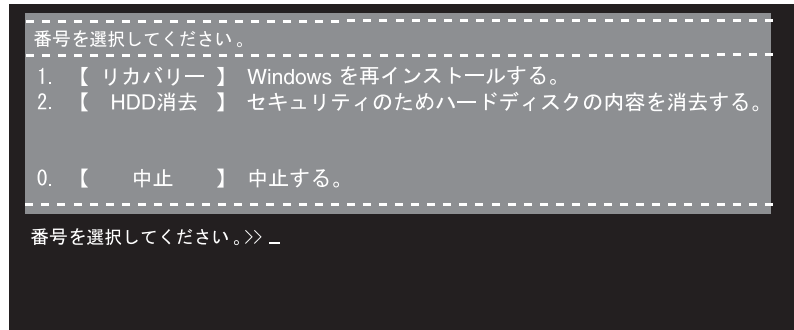 番号を選択してください。
1. 【 リカバリー 】 Windows を再インストールする。
2. 【 HDD消去 】 セキュリティのためハードディスクの内容を消去する。
0. 【 中止 】 中止する。
番号を選択してください。>> _